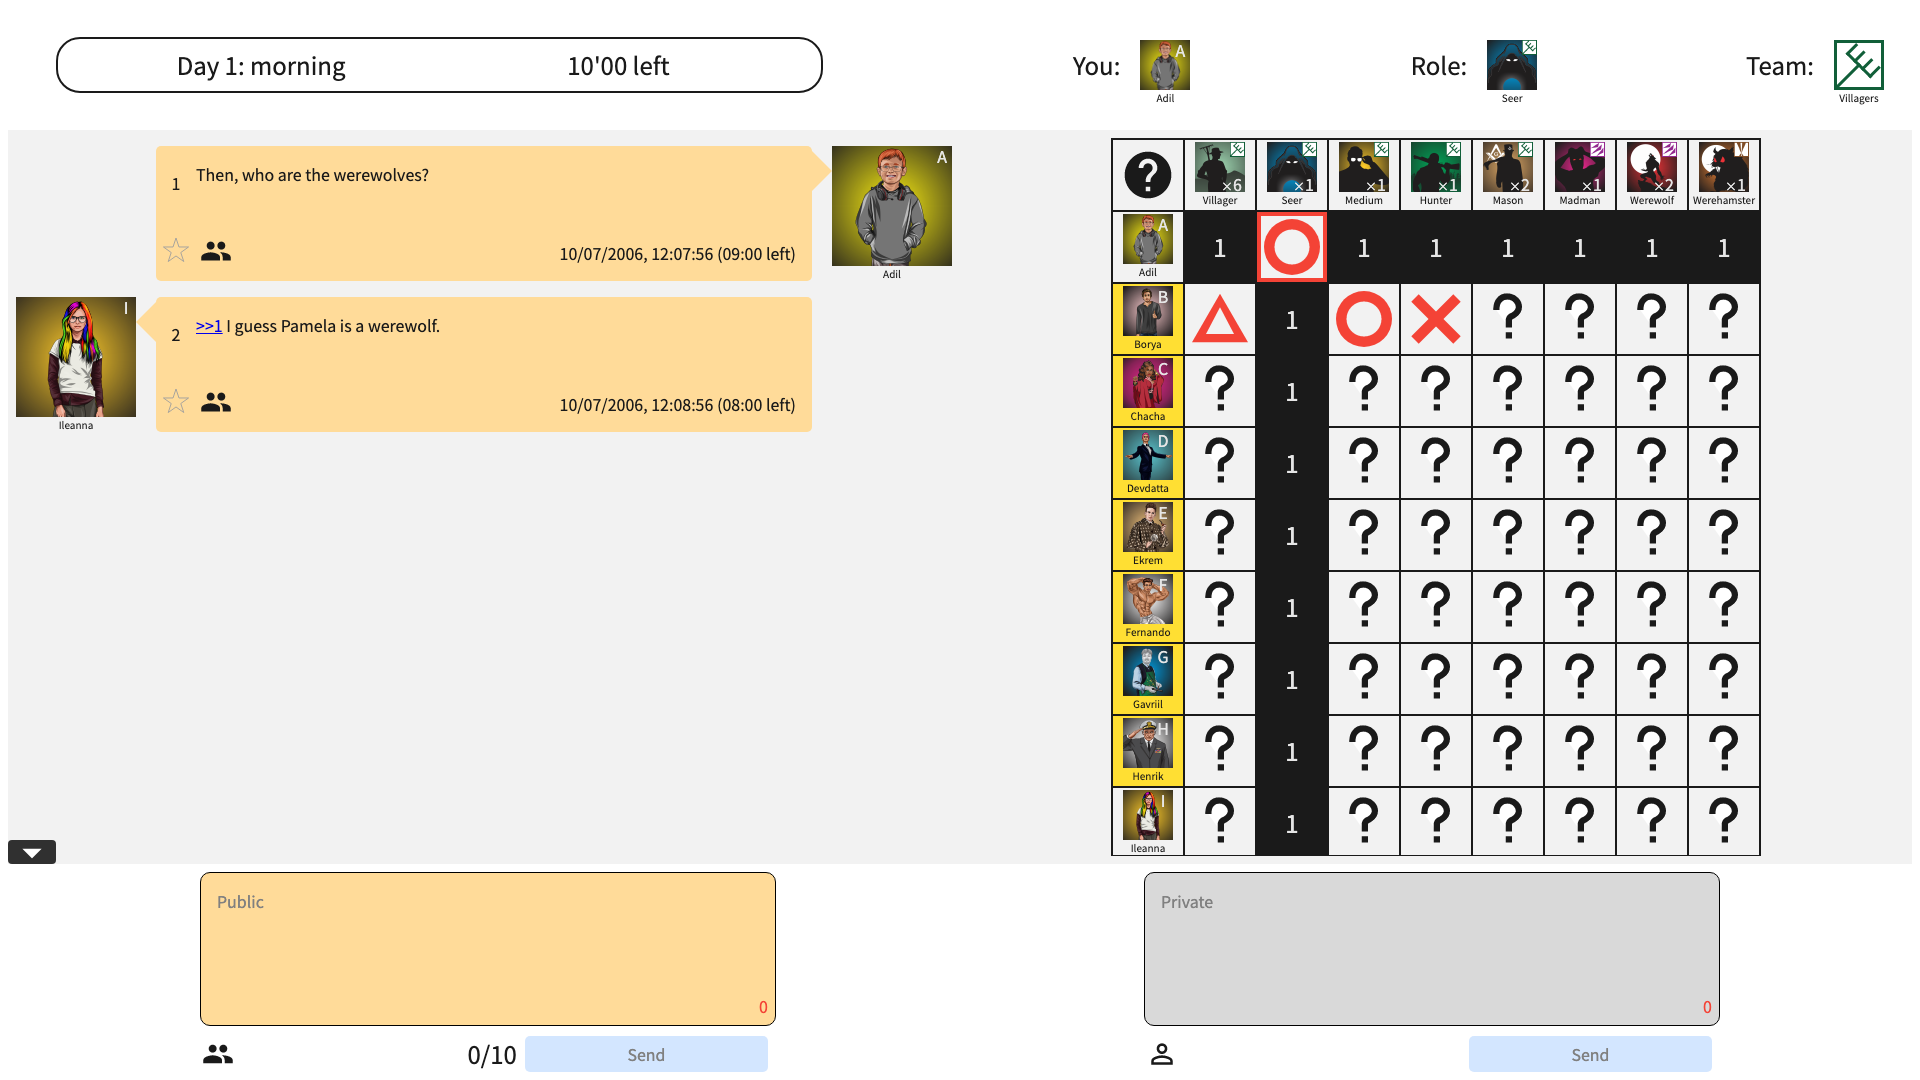 Day 1: morning 10'00 left
You: A Adil
Role: Seer
Team: Villagers
1 Then, who are the werewolves?
10/07/2006, 12:07:56 (09:00 left)
A
Adil
I
Ileanna
2 >>1 I guess Pamela is a werewolf.
10/07/2006, 12:08:56 (08:00 left)
? ×6 ×1 ×1 ×1 ×2 ×1 ×2 ×1
Villager Seer Medium Hunter Mason Madman Werewolf Werehamster
A 1 1 1 1 1 1 1
Adil
B 1 ? ? ? ?
Borya
C ? 1 ? ? ? ? ? ?
Chacha
D ? 1 ? ? ? ? ? ?
Devdatta
E ? 1 ? ? ? ? ? ?
Ekrem
F ? 1 ? ? ? ? ? ?
Fernando
G ? 1 ? ? ? ? ? ?
Gavriil
H ? 1 ? ? ? ? ? ?
Henrik
I ? 1 ? ? ? ? ? ?
Ileanna
Public
0
0/10 Send
Private
0
Send